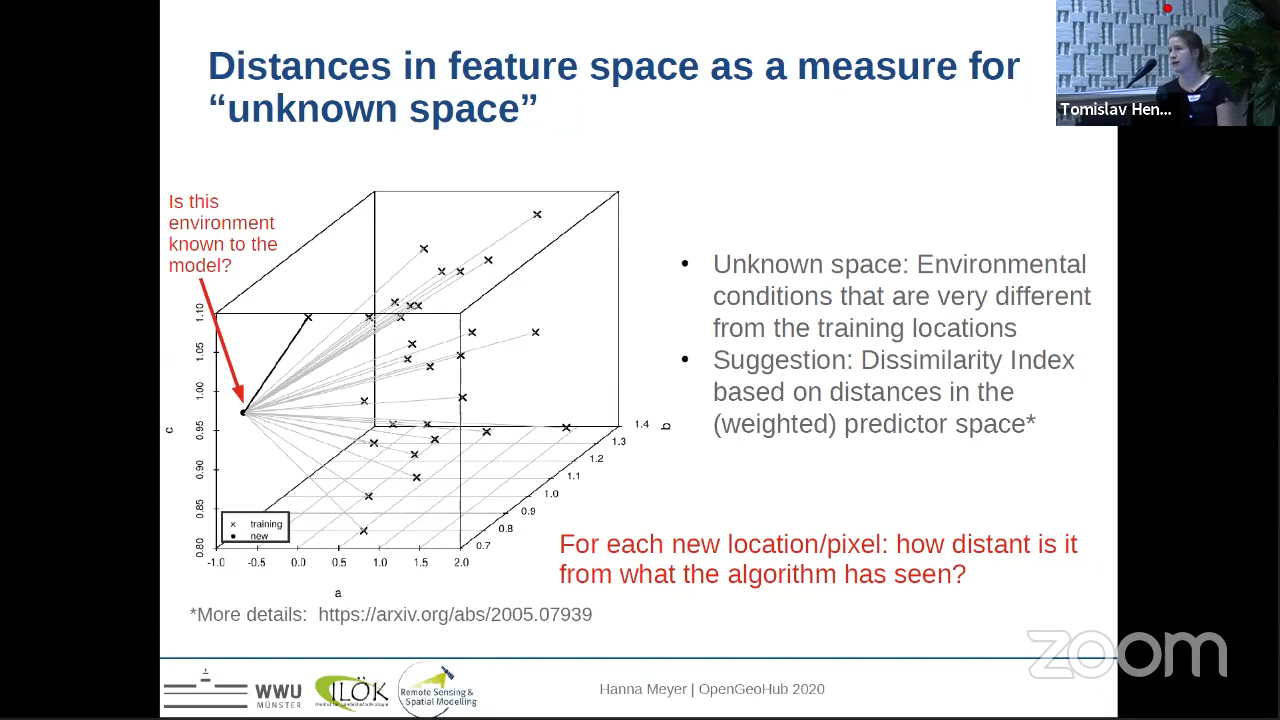 Distances in feature space as a measure for
“unknown space”
Tomislav Hen...
Is this
environment
known to the
model?
1.10
1.05
1.00
0.95
0.90
0.85
0.80
c
-1.0
-0.5
0.0
0.5
1.0
1.5
2.0
a
0.7
0.8
0.9
1.0
1.1
1.2
1.3
1.4
b
× training
● new
• Unknown space: Environmental
conditions that are very different
from the training locations
• Suggestion: Dissimilarity Index
based on distances in the
(weighted) predictor space*
For each new location/pixel: how distant is it
from what the algorithm has seen?
*More details: https://arxiv.org/abs/2005.07939
zoom
WWU
MÜNSTER
ILÖK
Institut für Landschaftsökologie
Remote Sensing &
Spatial Modelling
Hanna Meyer | OpenGeoHub 2020